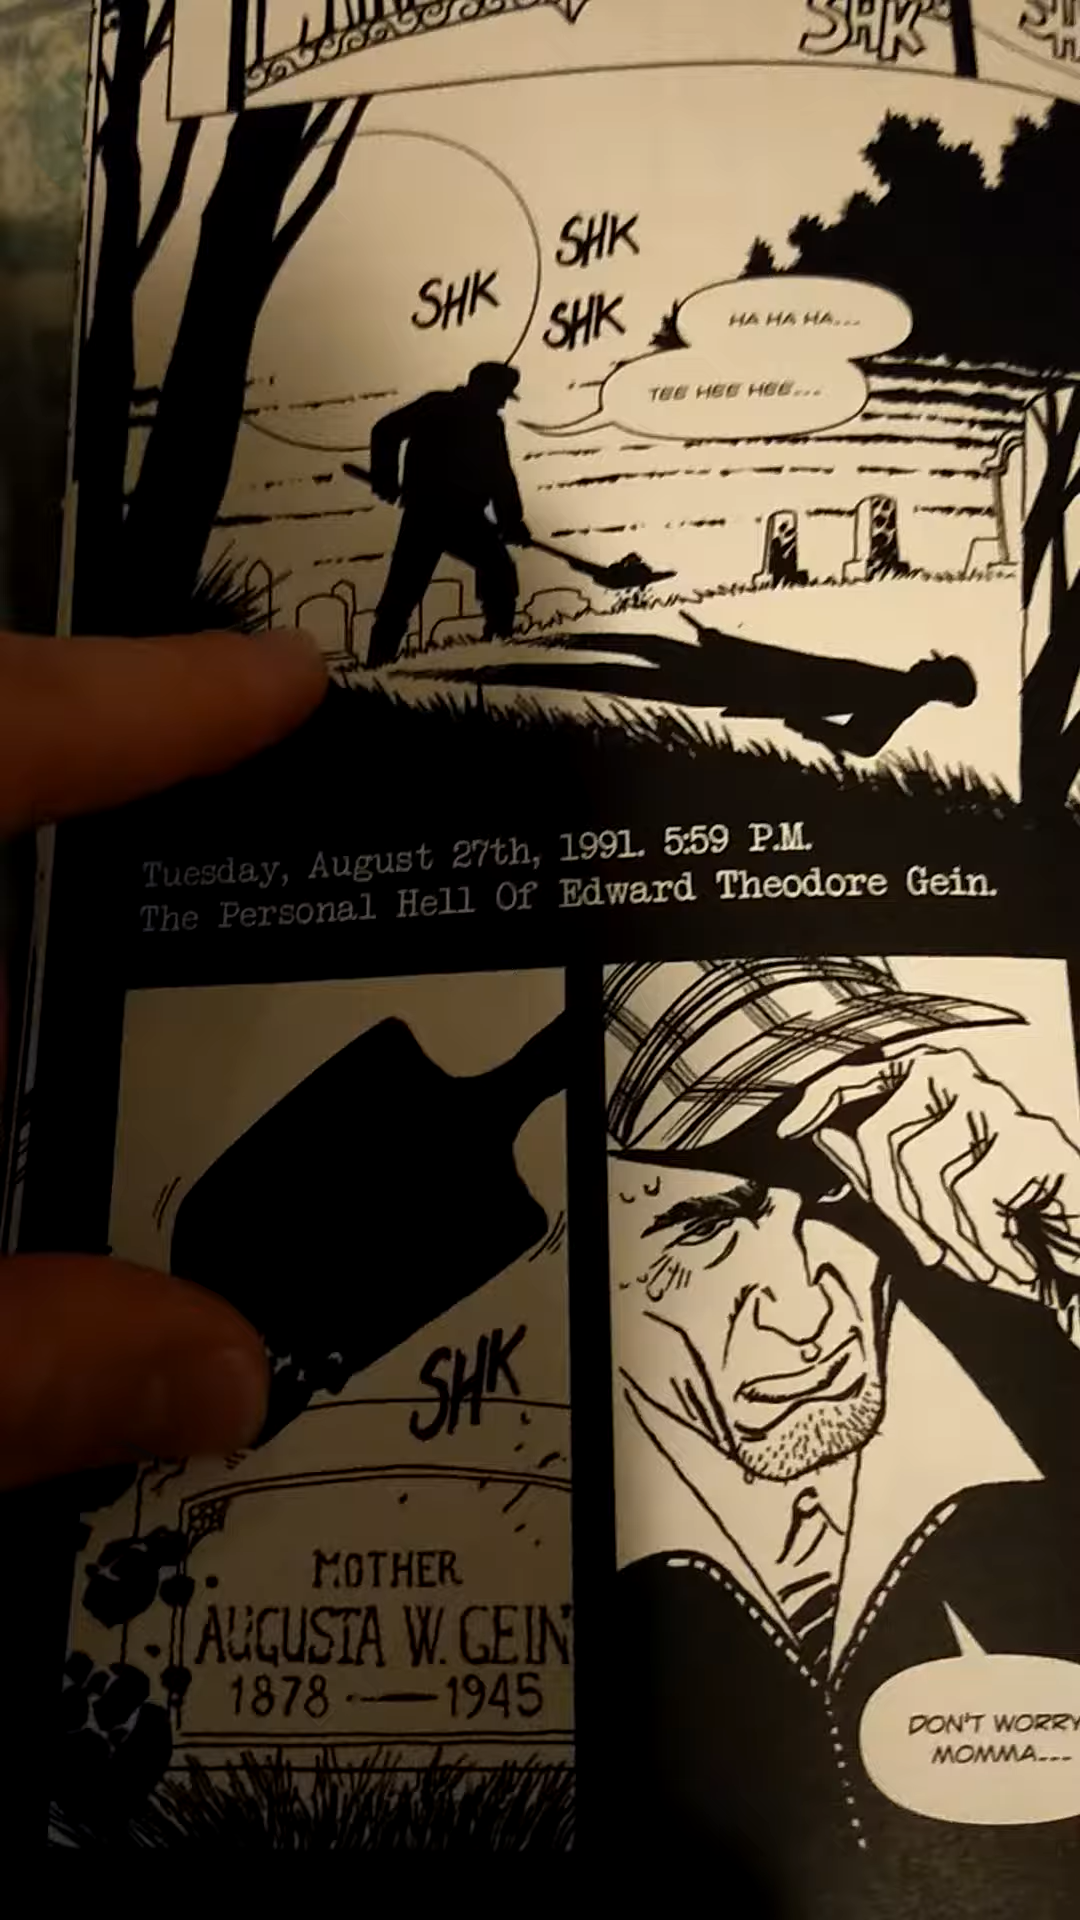 SHK
SHK
SHK
SHK
HA HA HA...
TEE HEE HEE...
Tuesday, August 27th, 1991. 5:59 P.M.
The Personal Hell Of Edward Theodore Gein.
SHK
MOTHER
AUGUSTA W. GEIN
1878 — 1945
DON'T WORRY
MOMMA...